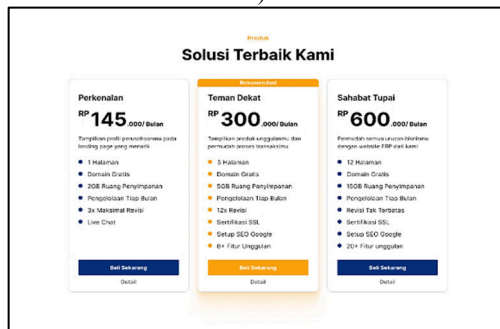 Produk
Solusi Terbaik Kami
Perkenalan
RP 145.000/ Bulan
Tampilkan profil perusahaanmu pada
landing page yang menarik
1 Halaman
Domain Gratis
2GB Ruang Penyimpanan
Pengelolaan Tiap Bulan
3x Maksimal Revisi
Live Chat
Beli Sekarang
Detail
Rekomendasi
Teman Dekat
RP 300.000/ Bulan
Tampilkan produk unggulanmu dan
permudah proses transaksimu
5 Halaman
Domain Gratis
5GB Ruang Penyimpanan
Pengelolaan Tiap Bulan
12x Revisi
Sertifikasi SSL
Setup SEO Google
8+ Fitur Unggulan
Beli Sekarang
Detail
Sahabat Tupai
RP 600.000/ Bulan
Permudah semua urusan bisnismu
dengan website ERP dari kami
12 Halaman
Domain Gratis
15GB Ruang Penyimpanan
Pengelolaan Tiap Bulan
Revisi Tak Terbatas
Sertifikasi SSL
Setup SEO Google
20+ Fitur unggulan
Beli Sekarang
Detail